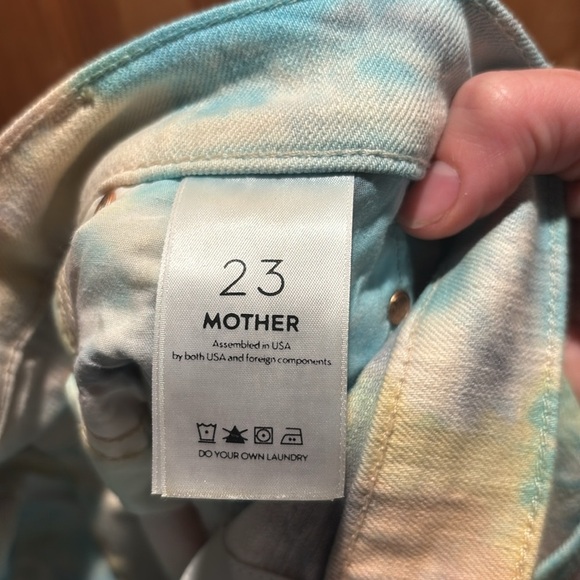 23
MOTHER
Assembled in USA
by both USA and foreign components
DO YOUR OWN LAUNDRY